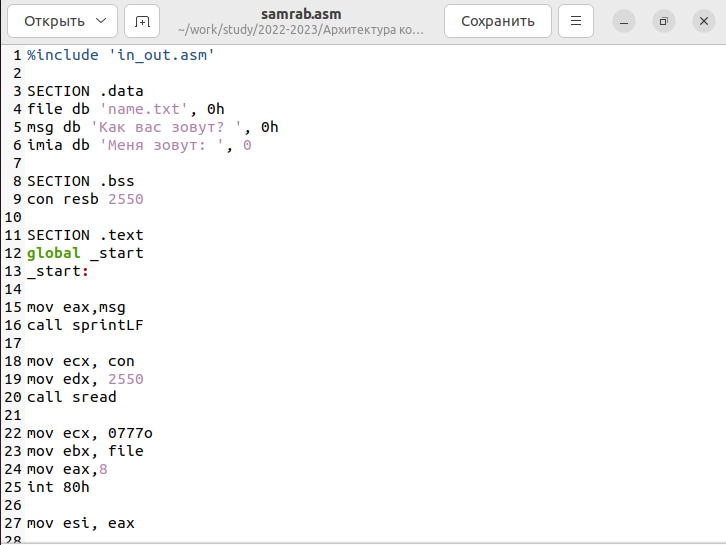 Открыть
samrab.asm
~/work/study/2022-2023/Архитектура ко...
Сохранить
1 %include 'in_out.asm'
2
3 SECTION .data
4 file db 'name.txt', 0h
5 msg db 'Как вас зовут? ', 0h
6 imia db 'Меня зовут: ', 0
7
8 SECTION .bss
9 con resb 2550
10
11 SECTION .text
12 global _start
13 _start:
14
15 mov eax,msg
16 call sprintLF
17
18 mov ecx, con
19 mov edx, 2550
20 call sread
21
22 mov ecx, 0777o
23 mov ebx, file
24 mov eax,8
25 int 80h
26
27 mov esi, eax
28